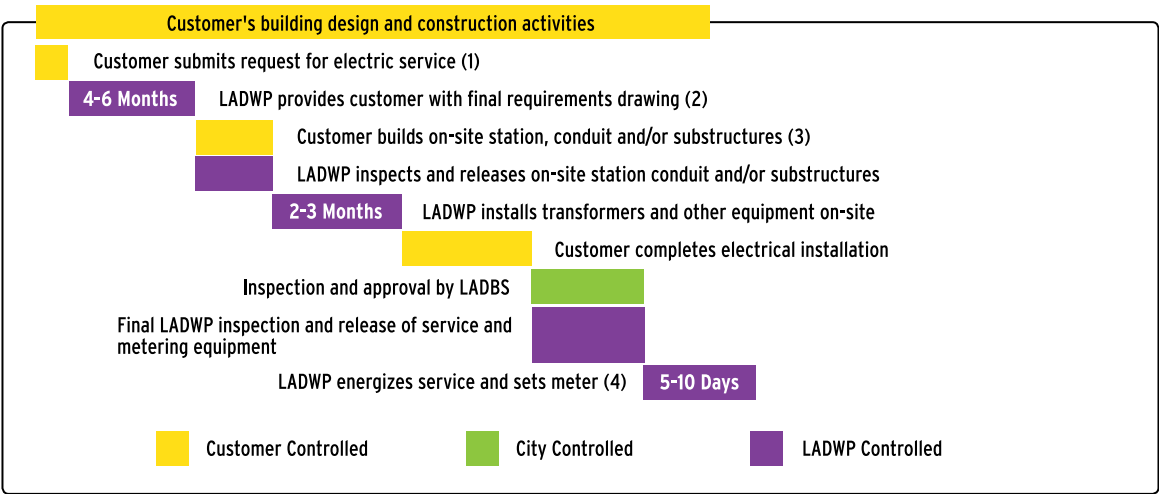 Customer's building design and construction activities
Customer submits request for electric service (1)
4-6 Months LADWP provides customer with final requirements drawing (2)
Customer builds on-site station, conduit and/or substructures (3)
LADWP inspects and releases on-site station conduit and/or substructures
2-3 Months LADWP installs transformers and other equipment on-site
Customer completes electrical installation
Inspection and approval by LADBS
Final LADWP inspection and release of service and
metering equipment
LADWP energizes service and sets meter (4) 5-10 Days
Customer Controlled City Controlled LADWP Controlled